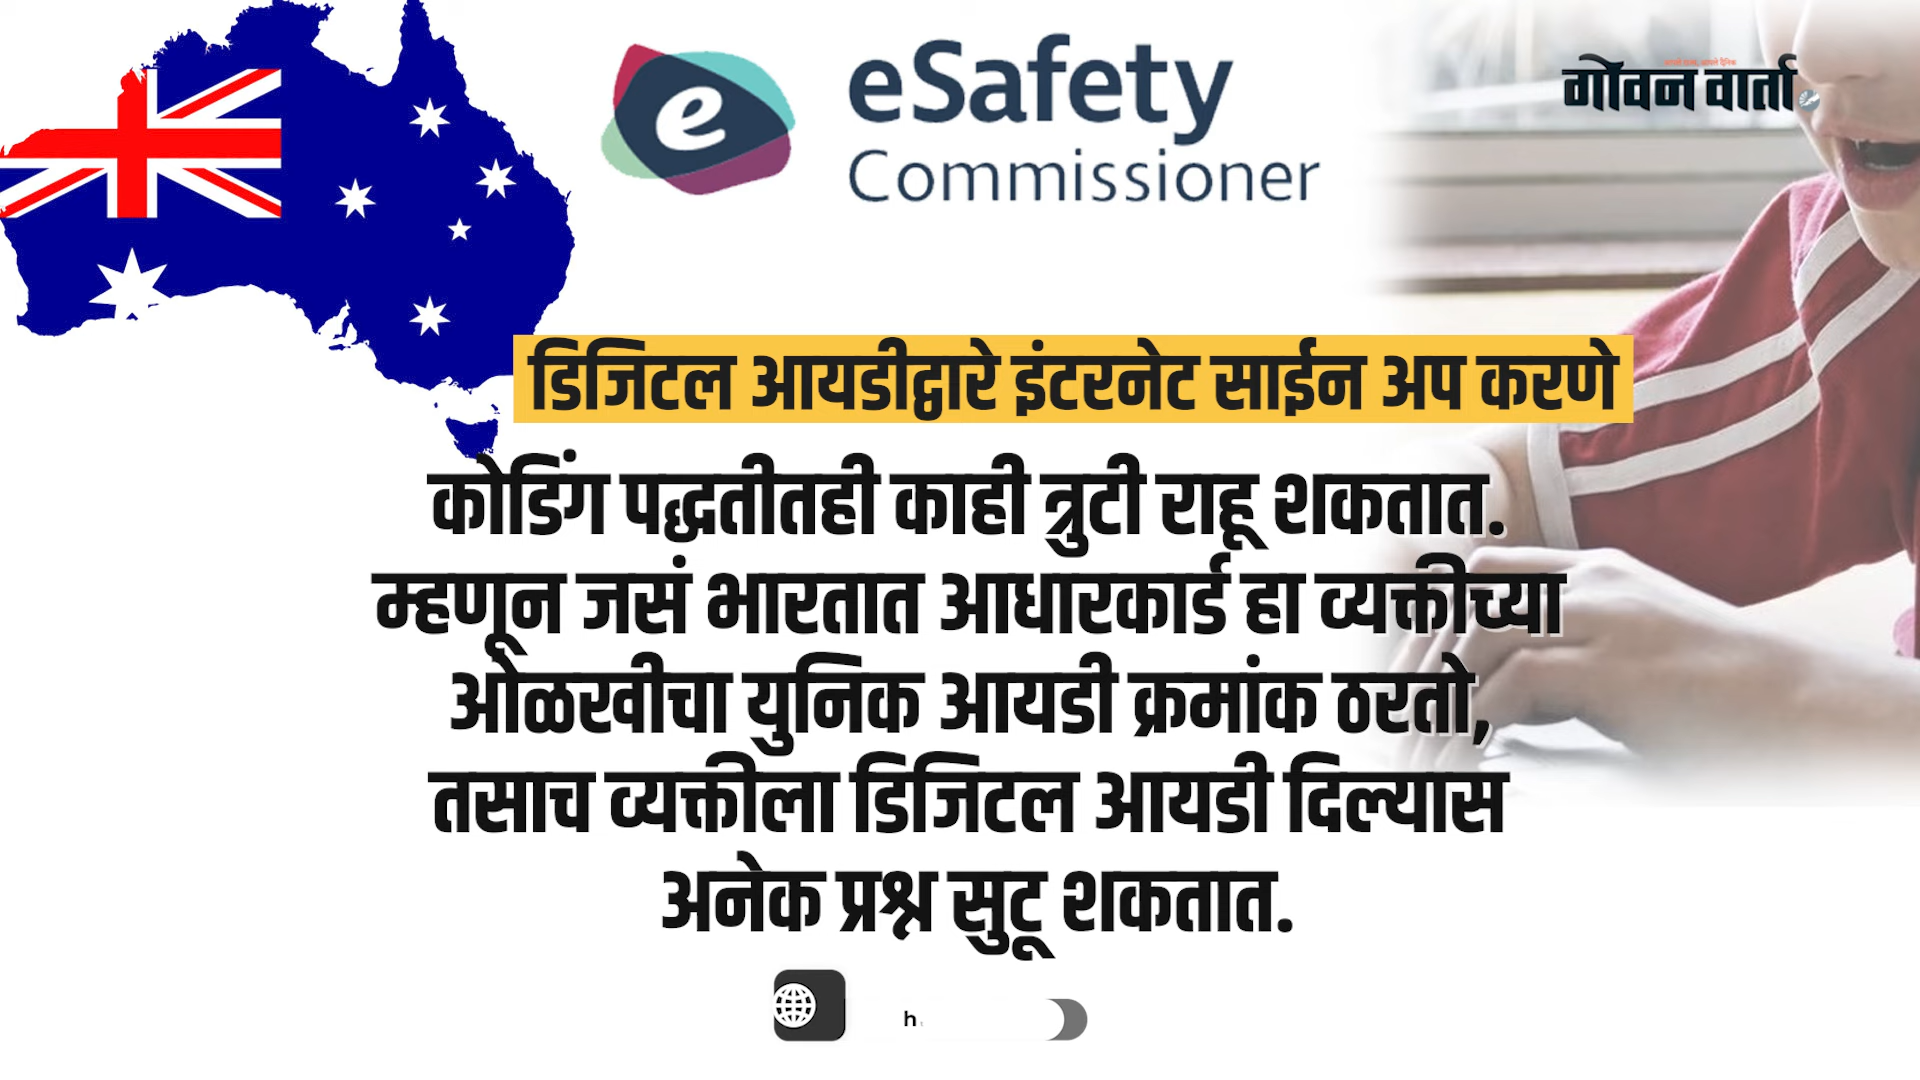 eSafety
Commissioner
गोवन वार्ता
डिजिटल आयडीद्वारे इंटरनेट साईन अप करणे
कोडिंग पद्धतीतही काही त्रुटी राहू शकतात.
म्हणून जसं भारतात आधारकार्ड हा व्यक्तीच्या
ओळखीचा युनिक आयडी क्रमांक ठरतो,
तसाच व्यक्तीला डिजिटल आयडी दिल्यास
अनेक प्रश्न सुटू शकतात.
h